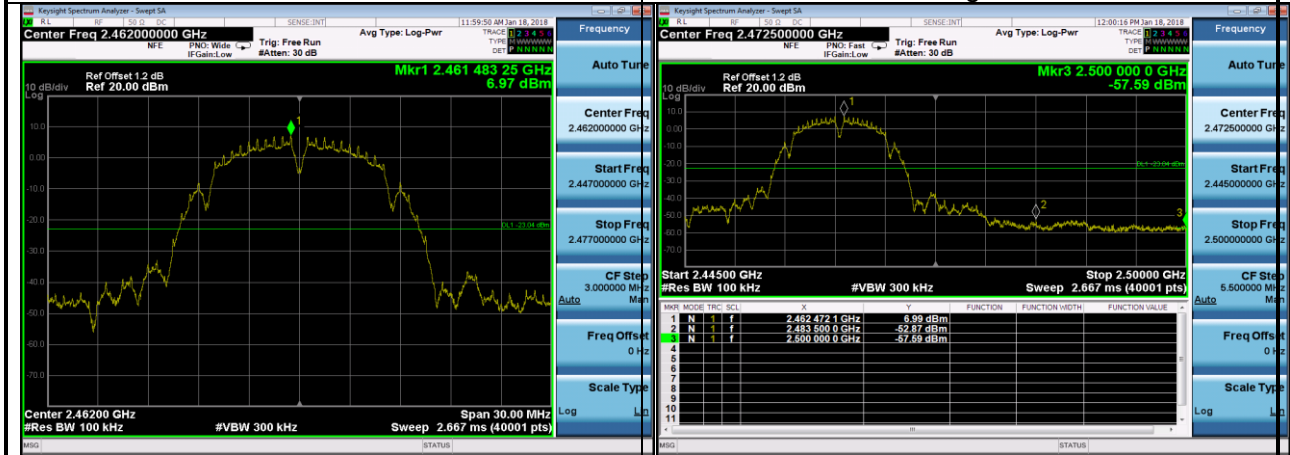 Keysight Spectrum Analyzer - Swept SA
RL RF 50 Ω DC SENSE:INT 11:59:50 AM Jan 18, 2018
Center Freq 2.462000000 GHz
NFE
PNO: Wide
IFGain:Low
Trig: Free Run
#Atten: 30 dB
Avg Type: Log-Pwr
TRACE 1 2 3 4 5 6
TYPE M WWWWW
DET P NNNNN
Mkr1 2.461 483 25 GHz
6.97 dBm
Ref Offset 1.2 dB
10 dB/div Ref 20.00 dBm
Log
1
10.0
0.00
-10.0
-20.0
DL1 -23.04 dBm
-30.0
-40.0
-50.0
-60.0
-70.0
Center 2.46200 GHz Span 30.00 MHz
#Res BW 100 kHz #VBW 300 kHz Sweep 2.667 ms (40001 pts)
MSG STATUS
Frequency
Auto Tune
Center Freq
2.462000000 GHz
Start Freq
2.447000000 GHz
Stop Freq
2.477000000 GHz
CF Step
3.000000 MHz
Auto Man
Freq Offset
0 Hz
Scale Type
Log Lin
Keysight Spectrum Analyzer - Swept SA
RL RF 50 Ω DC SENSE:INT 12:00:16 PM Jan 18, 2018
Center Freq 2.472500000 GHz
NFE
PNO: Fast
IFGain:Low
Trig: Free Run
#Atten: 30 dB
Avg Type: Log-Pwr
TRACE 1 2 3 4 5 6
TYPE M WWWWW
DET P NNNNN
Mkr3 2.500 000 0 GHz
-57.59 dBm
Ref Offset 1.2 dB
10 dB/div Ref 20.00 dBm
Log
1
10.0
0.00
-10.0
DL1 -23.04 dBm
-20.0
-30.0
-40.0
2
3
-50.0
-60.0
-70.0
Start 2.44500 GHz Stop 2.50000 GHz
#Res BW 100 kHz #VBW 300 kHz Sweep 2.667 ms (40001 pts)
MKR MODE TRC SCL X Y FUNCTION FUNCTION WIDTH FUNCTION VALUE
1 N 1 f 2.462 472 1 GHz 6.99 dBm
2 N 1 f 2.483 500 0 GHz -52.87 dBm
3 N 1 f 2.500 000 0 GHz -57.59 dBm
4
5
6
7
8
9
10
11
MSG STATUS
Frequency
Auto Tune
Center Freq
2.472500000 GHz
Start Freq
2.445000000 GHz
Stop Freq
2.500000000 GHz
CF Step
5.500000 MHz
Auto Man
Freq Offset
0 Hz
Scale Type
Log Lin